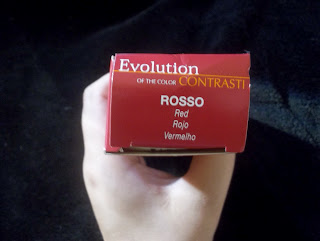 Evolution
OF THE COLOR CONTRASTI
ROSSO
Red
Rojo
Vermelho